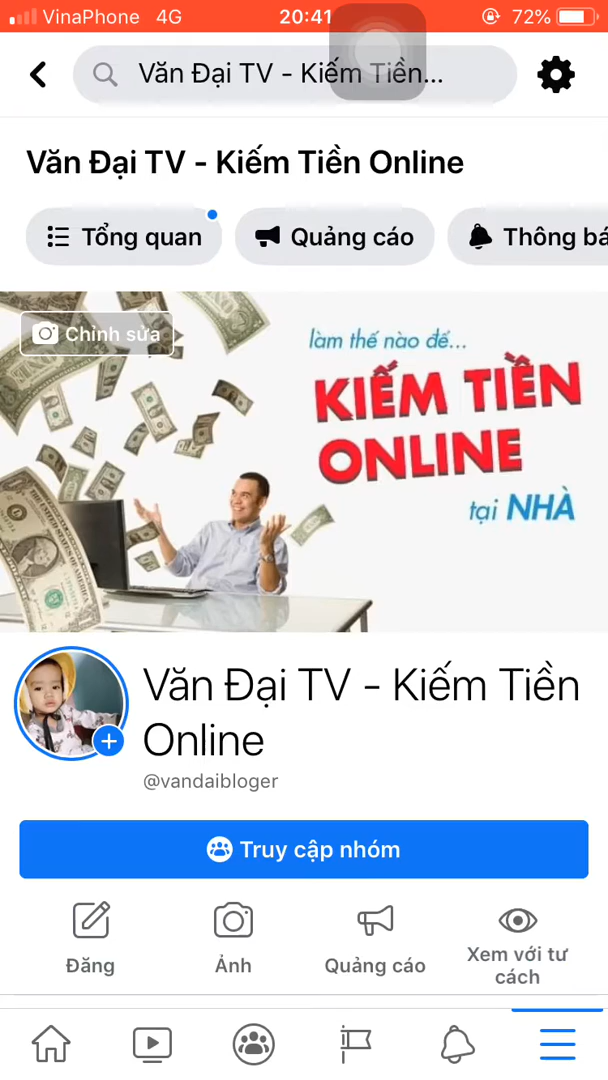 VinaPhone 4G 20:41 72%
Văn Đại TV - Kiếm Tiền...
Văn Đại TV - Kiếm Tiền Online
Tổng quan Quảng cáo Thông bá
Chỉnh sửa
làm thế nào để...
KIẾM TIỀN
ONLINE
tại NHÀ
Văn Đại TV - Kiếm Tiền
Online
@vandaibloger
Truy cập nhóm
Đăng Ảnh Quảng cáo Xem với tư
cách